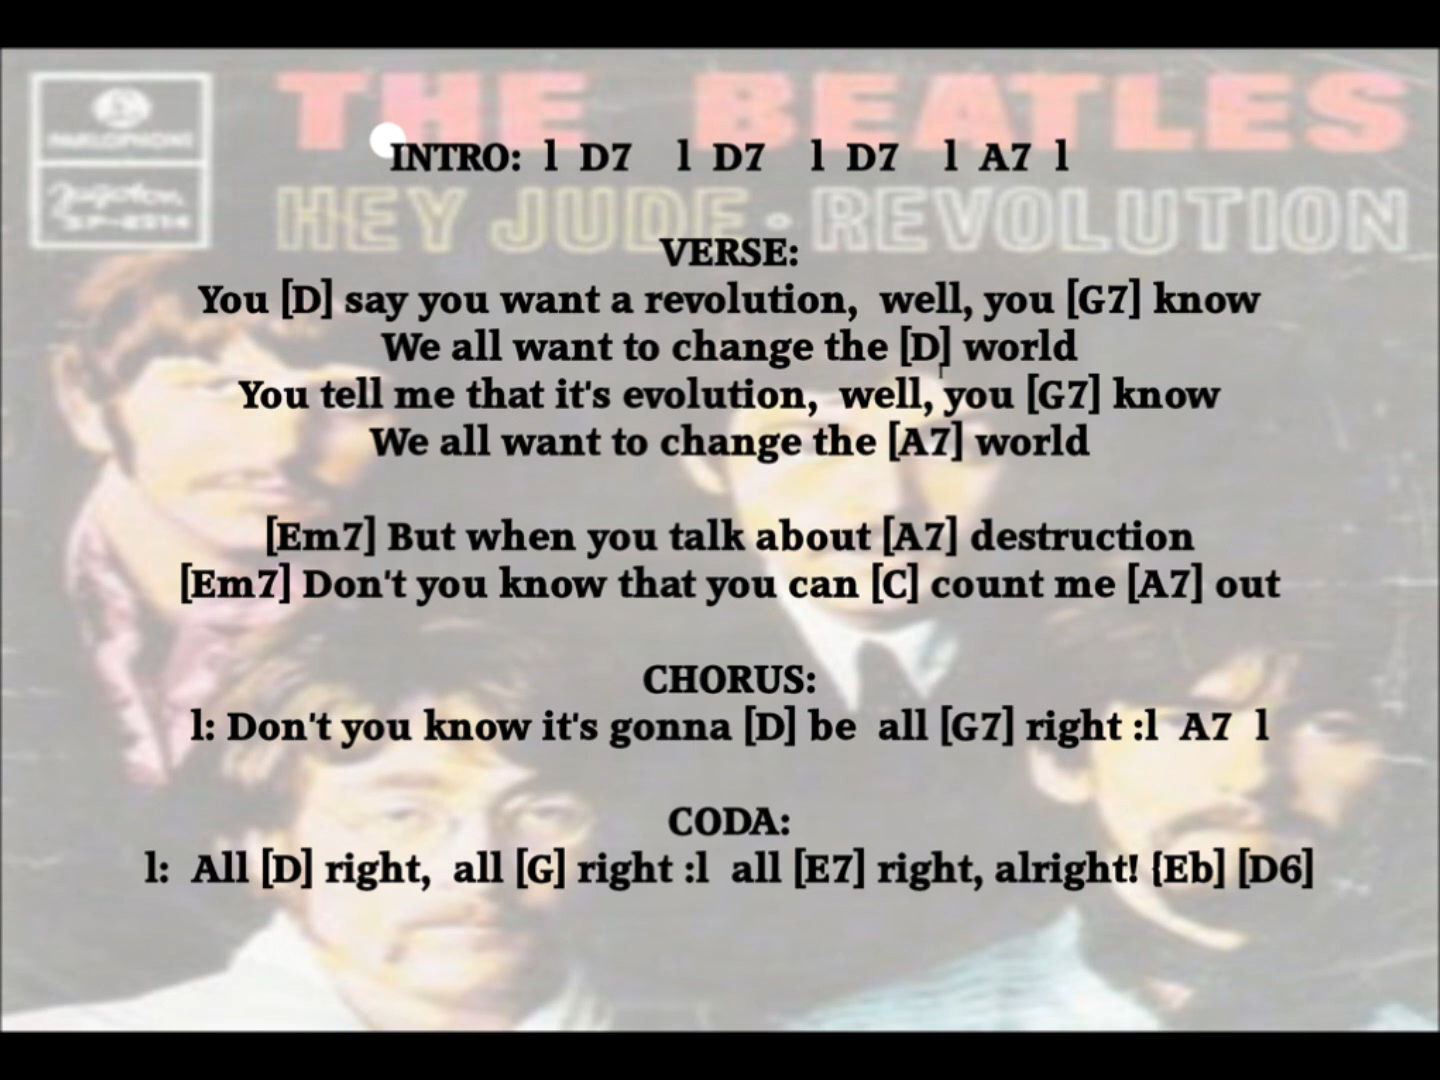 THE BEATLES
PARLOPHONE
Jugoton
HEY JUDE • REVOLUTION
INTRO: l D7 l D7 l D7 l A7 l
VERSE:
You [D] say you want a revolution, well, you [G7] know
We all want to change the [D] world
You tell me that it's evolution, well, you [G7] know
We all want to change the [A7] world
[Em7] But when you talk about [A7] destruction
[Em7] Don't you know that you can [C] count me [A7] out
CHORUS:
l: Don't you know it's gonna [D] be all [G7] right :l A7 l
CODA:
l: All [D] right, all [G] right :l all [E7] right, alright! {Eb] [D6]